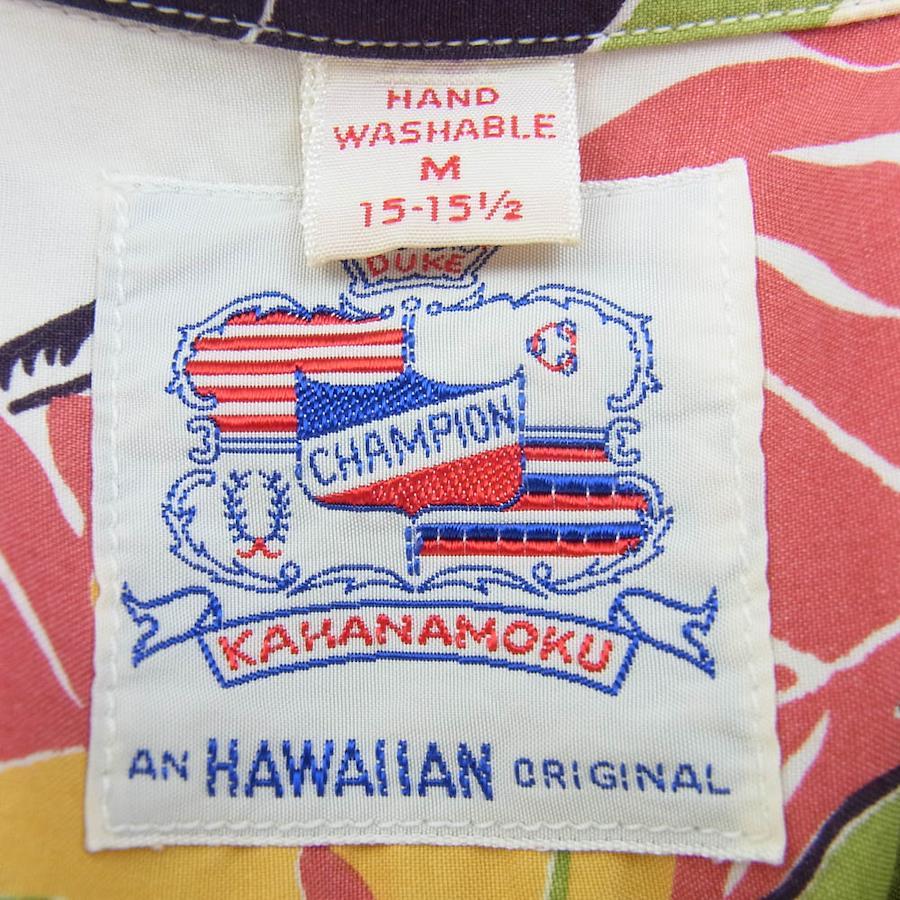 HAND
WASHABLE
M
15-15½
DUKE
CHAMPION
KAHANAMOKU
AN HAWAIIAN ORIGINAL